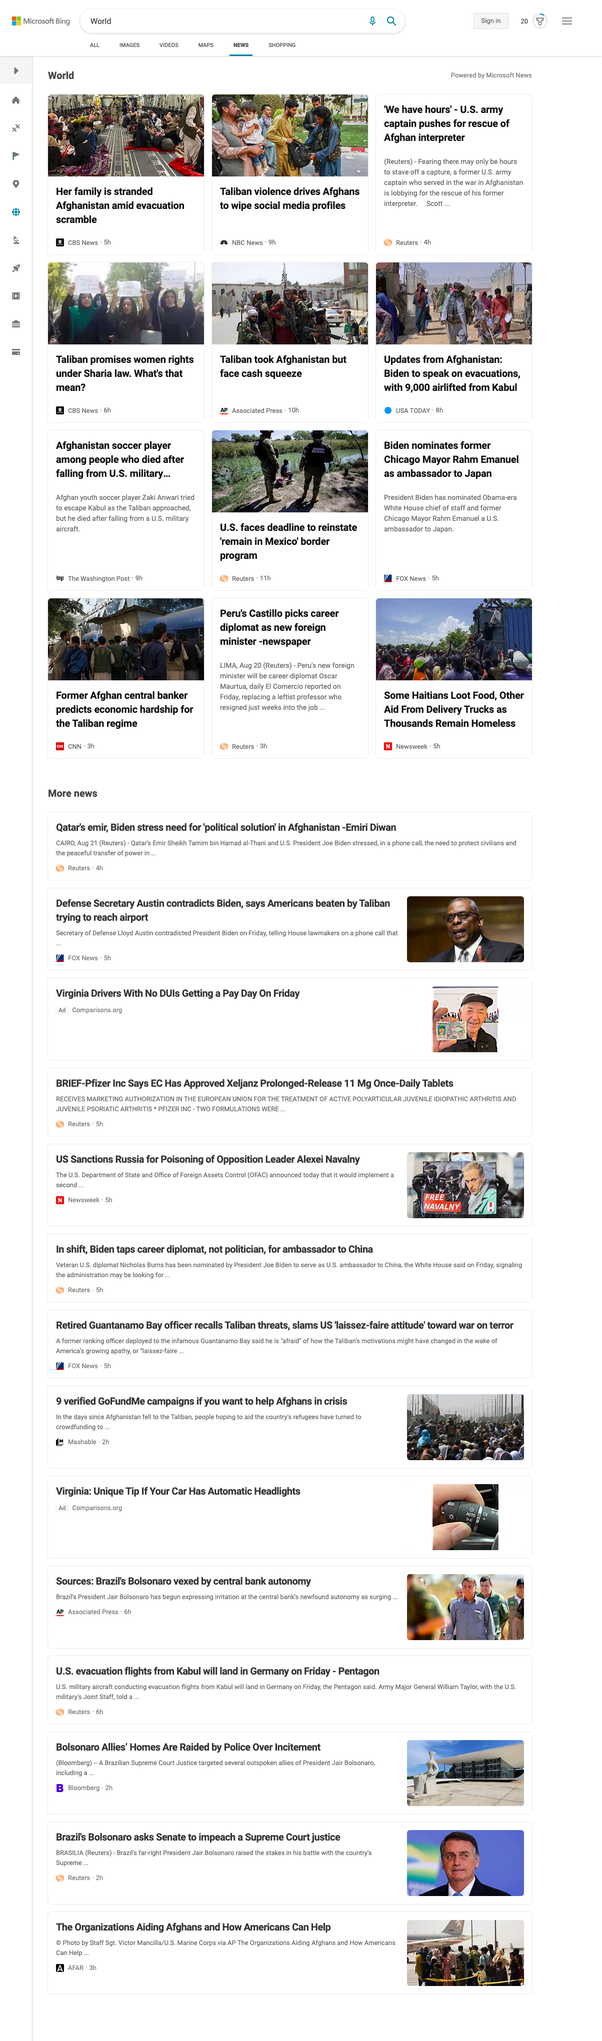 Microsoft Bing
World
Sign in
20
ALL
IMAGES
VIDEOS
MAPS
NEWS
SHOPPING
World
Powered by Microsoft News
Her family is stranded
Afghanistan amid evacuation
scramble
CBS News · 5h
Taliban violence drives Afghans
to wipe social media profiles
NBC News · 9h
'We have hours' - U.S. army
captain pushes for rescue of
Afghan interpreter
(Reuters) - Fearing there may only be hours
to stave off a capture, a former U.S. army
captain who served in the war in Afghanistan
is lobbying for the rescue of his former
interpreter. Scott ...
Reuters · 4h
Taliban promises women rights
under Sharia law. What's that
mean?
CBS News · 6h
Taliban took Afghanistan but
face cash squeeze
AP
Associated Press · 10h
Updates from Afghanistan:
Biden to speak on evacuations,
with 9,000 airlifted from Kabul
USA TODAY · 8h
Afghanistan soccer player
among people who died after
falling from U.S. military...
Afghan youth soccer player Zaki Anwari tried
to escape Kabul as the Taliban approached,
but he died after falling from a U.S. military
aircraft.
wp
The Washington Post · 9h
U.S. faces deadline to reinstate
'remain in Mexico' border
program
Reuters · 11h
Biden nominates former
Chicago Mayor Rahm Emanuel
as ambassador to Japan
President Biden has nominated Obama-era
White House chief of staff and former
Chicago Mayor Rahm Emanuel a U.S.
ambassador to Japan.
FOX News · 5h
Former Afghan central banker
predicts economic hardship for
the Taliban regime
CNN · 3h
Peru's Castillo picks career
diplomat as new foreign
minister -newspaper
LIMA, Aug 20 (Reuters) - Peru's new foreign
minister will be career diplomat Oscar
Maurtua, daily El Comercio reported on
Friday, replacing a leftist professor who
resigned just weeks into the job ...
Reuters · 3h
Some Haitians Loot Food, Other
Aid From Delivery Trucks as
Thousands Remain Homeless
N
Newsweek · 5h
More news
Qatar's emir, Biden stress need for 'political solution' in Afghanistan -Emiri Diwan
CAIRO, Aug 21 (Reuters) - Qatar's Emir Sheikh Tamim bin Hamad al-Thani and U.S. President Joe Biden stressed, in a phone call, the need to protect civilians and
the peaceful transfer of power in ...
Reuters · 4h
Defense Secretary Austin contradicts Biden, says Americans beaten by Taliban
trying to reach airport
Secretary of Defense Lloyd Austin contradicted President Biden on Friday, telling House lawmakers on a phone call that
...
FOX News · 5h
Virginia Drivers With No DUIs Getting a Pay Day On Friday
Ad Comparisons.org
BRIEF-Pfizer Inc Says EC Has Approved Xeljanz Prolonged-Release 11 Mg Once-Daily Tablets
RECEIVES MARKETING AUTHORIZATION IN THE EUROPEAN UNION FOR THE TREATMENT OF ACTIVE POLYARTICULAR JUVENILE IDIOPATHIC ARTHRITIS AND
JUVENILE PSORIATIC ARTHRITIS * PFIZER INC - TWO FORMULATIONS WERE ...
Reuters · 5h
US Sanctions Russia for Poisoning of Opposition Leader Alexei Navalny
The U.S. Department of State and Office of Foreign Assets Control (OFAC) announced today that it would implement a
second ...
N
Newsweek · 5h
FREE
NAVALNY
In shift, Biden taps career diplomat, not politician, for ambassador to China
Veteran U.S. diplomat Nicholas Burns has been nominated by President Joe Biden to serve as U.S. ambassador to China, the White House said on Friday, signaling
the administration may be looking for ...
Reuters · 5h
Retired Guantanamo Bay officer recalls Taliban threats, slams US 'laissez-faire attitude' toward war on terror
A former ranking officer deployed to the infamous Guantanamo Bay said he is "afraid" of how the Taliban's motivations might have changed in the wake of
America's growing apathy, or "laissez-faire ...
FOX News · 5h
9 verified GoFundMe campaigns if you want to help Afghans in crisis
In the days since Afghanistan fell to the Taliban, people hoping to aid the country's refugees have turned to
crowdfunding to ...
Mashable · 2h
Virginia: Unique Tip If Your Car Has Automatic Headlights
Ad Comparisons.org
Sources: Brazil's Bolsonaro vexed by central bank autonomy
Brazil's President Jair Bolsonaro has begun expressing irritation at the central bank's newfound autonomy as surging ...
AP
Associated Press · 6h
U.S. evacuation flights from Kabul will land in Germany on Friday - Pentagon
U.S. military aircraft conducting evacuation flights from Kabul will land in Germany on Friday, the Pentagon said. Army Major General William Taylor, with the U.S.
military's Joint Staff, told a ...
Reuters · 6h
Bolsonaro Allies' Homes Are Raided by Police Over Incitement
(Bloomberg) -- A Brazilian Supreme Court Justice targeted several outspoken allies of President Jair Bolsonaro,
including a ...
B
Bloomberg · 2h
Brazil's Bolsonaro asks Senate to impeach a Supreme Court justice
BRASILIA (Reuters) - Brazil's far-right President Jair Bolsonaro raised the stakes in his battle with the country's
Supreme ...
Reuters · 2h
The Organizations Aiding Afghans and How Americans Can Help
© Photo by Staff Sgt. Victor Mancilla/U.S. Marine Corps via AP The Organizations Aiding Afghans and How Americans
Can Help ...
A
AFAR · 3h